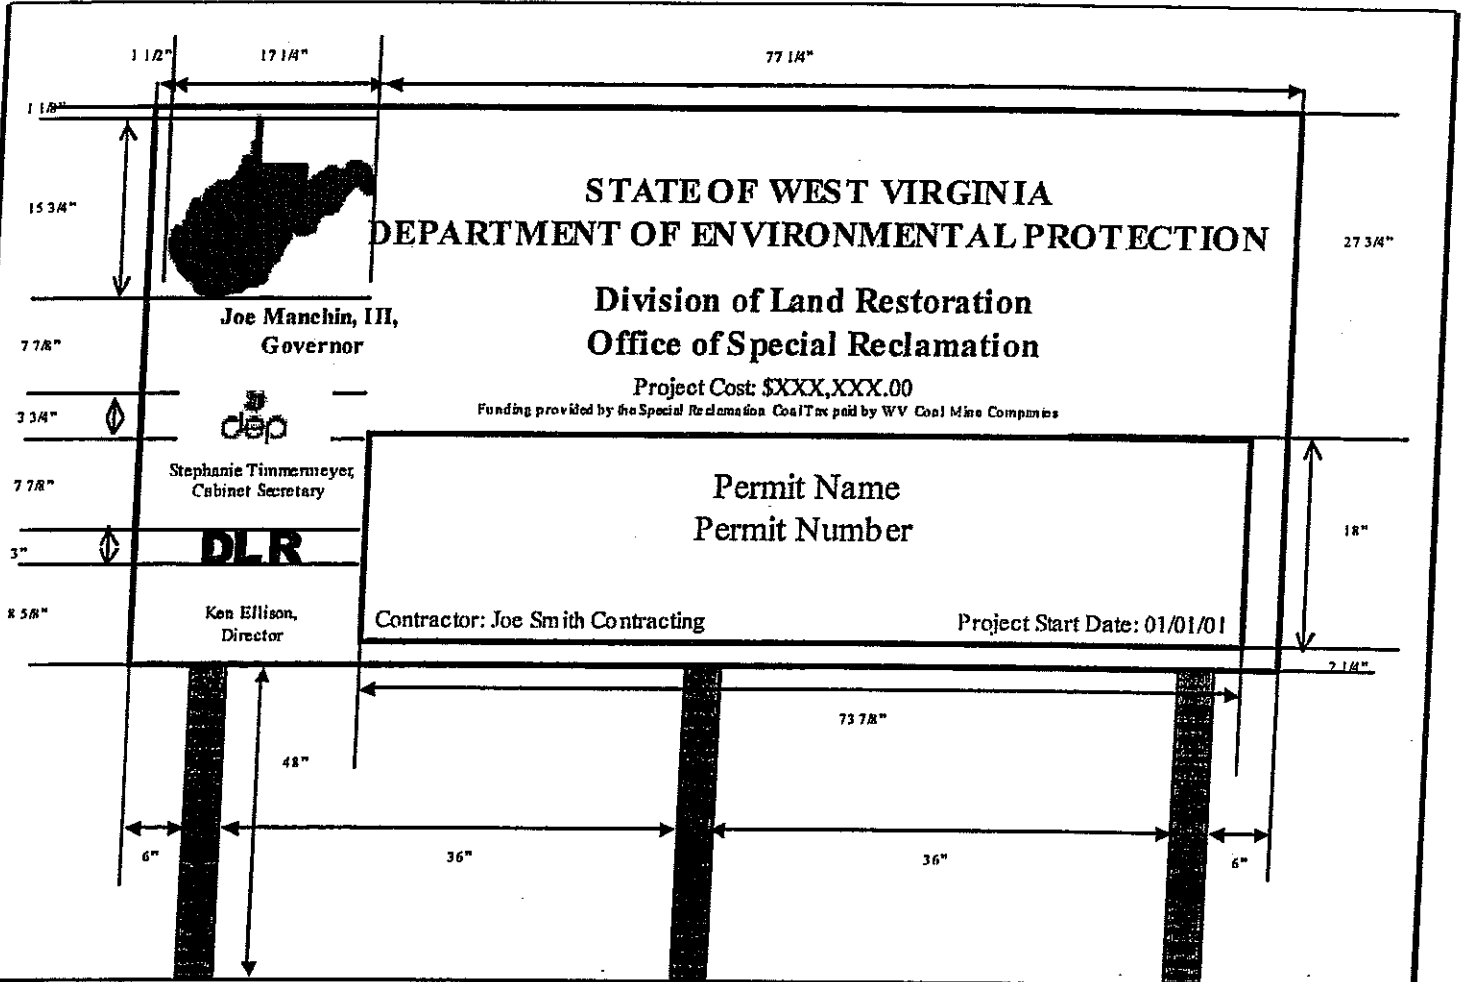 1 1/2"
17 1/4"
77 1/4"
1 1/8"
15 3/4"
STATE OF WEST VIRGINIA
DEPARTMENT OF ENVIRONMENTAL PROTECTION
27 3/4"
Division of Land Restoration
Office of Special Reclamation
Joe Manchin, III,
Governor
7 7/8"
Project Cost: $XXX,XXX.00
Funding provided by the Special Reclamation Coal Tax paid by WV Coal Mine Companies
3 3/4"
dep
Stephanie Timmermeyer,
Cabinet Secretary
7 7/8"
Permit Name
Permit Number
18"
DLR
3"
8 5/8"
Ken Ellison,
Director
Contractor: Joe Smith Contracting
Project Start Date: 01/01/01
2 1/4"
73 7/8"
48"
6"
36"
36"
6"